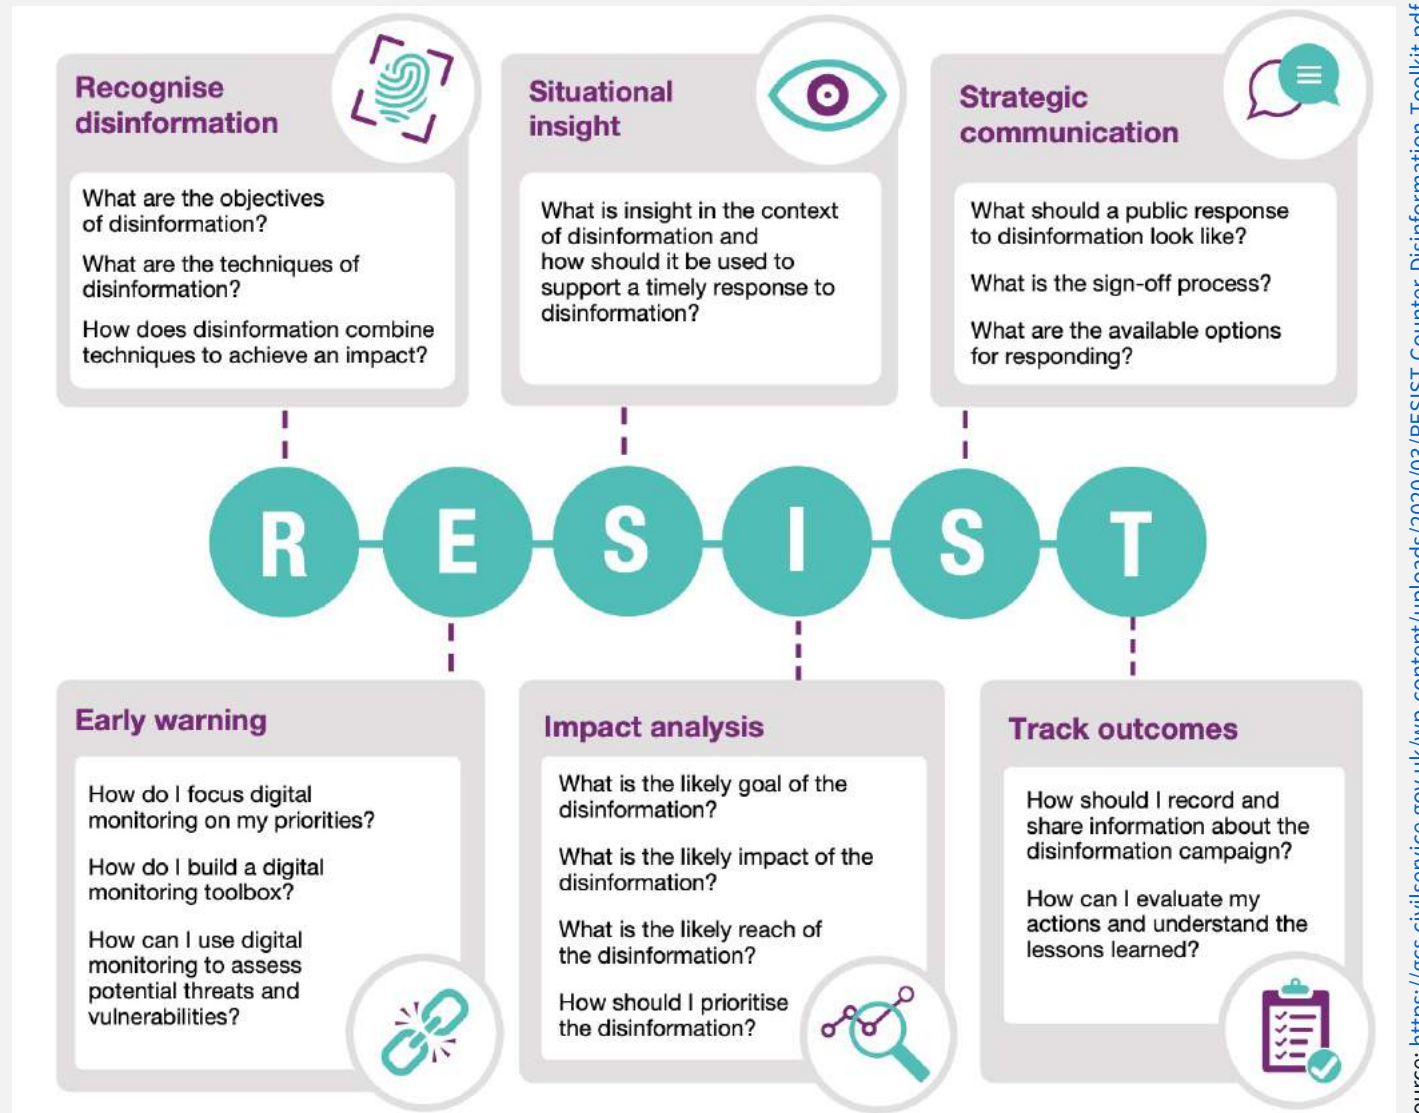 Recognise
disinformation
What are the objectives
of disinformation?
What are the techniques of
disinformation?
How does disinformation combine
techniques to achieve an impact?
Situational
insight
What is insight in the context
of disinformation and
how should it be used to
support a timely response to
disinformation?
Strategic
communication
What should a public response
to disinformation look like?
What is the sign-off process?
What are the available options
for responding?
R E S I S T
Early warning
How do I focus digital
monitoring on my priorities?
How do I build a digital
monitoring toolbox?
How can I use digital
monitoring to assess
potential threats and
vulnerabilities?
Impact analysis
What is the likely goal of the
disinformation?
What is the likely impact of the
disinformation?
What is the likely reach of
the disinformation?
How should I prioritise
the disinformation?
Track outcomes
How should I record and
share information about the
disinformation campaign?
How can I evaluate my
actions and understand the
lessons learned?